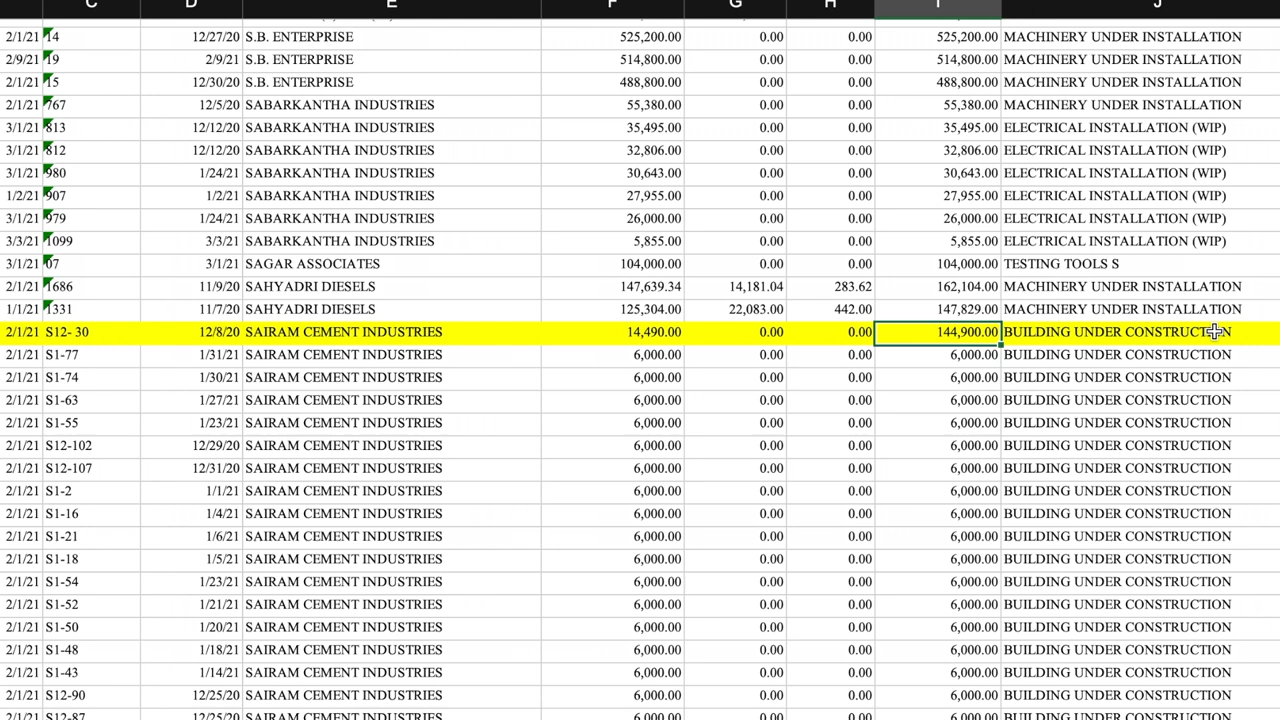 C D E F G H I J
2/1/21 14 12/27/20 S.B. ENTERPRISE 525,200.00 0.00 0.00 525,200.00 MACHINERY UNDER INSTALLATION
2/9/21 19 2/9/21 S.B. ENTERPRISE 514,800.00 0.00 0.00 514,800.00 MACHINERY UNDER INSTALLATION
2/1/21 15 12/30/20 S.B. ENTERPRISE 488,800.00 0.00 0.00 488,800.00 MACHINERY UNDER INSTALLATION
2/1/21 767 12/5/20 SABARKANTHA INDUSTRIES 55,380.00 0.00 0.00 55,380.00 MACHINERY UNDER INSTALLATION
3/1/21 813 12/12/20 SABARKANTHA INDUSTRIES 35,495.00 0.00 0.00 35,495.00 ELECTRICAL INSTALLATION (WIP)
3/1/21 812 12/12/20 SABARKANTHA INDUSTRIES 32,806.00 0.00 0.00 32,806.00 ELECTRICAL INSTALLATION (WIP)
3/1/21 980 1/24/21 SABARKANTHA INDUSTRIES 30,643.00 0.00 0.00 30,643.00 ELECTRICAL INSTALLATION (WIP)
1/2/21 907 1/2/21 SABARKANTHA INDUSTRIES 27,955.00 0.00 0.00 27,955.00 ELECTRICAL INSTALLATION (WIP)
3/1/21 979 1/24/21 SABARKANTHA INDUSTRIES 26,000.00 0.00 0.00 26,000.00 ELECTRICAL INSTALLATION (WIP)
3/3/21 1099 3/3/21 SABARKANTHA INDUSTRIES 5,855.00 0.00 0.00 5,855.00 ELECTRICAL INSTALLATION (WIP)
3/1/21 07 3/1/21 SAGAR ASSOCIATES 104,000.00 0.00 0.00 104,000.00 TESTING TOOLS S
2/1/21 1686 11/9/20 SAHYADRI DIESELS 147,639.34 14,181.04 283.62 162,104.00 MACHINERY UNDER INSTALLATION
1/1/21 1331 11/7/20 SAHYADRI DIESELS 125,304.00 22,083.00 442.00 147,829.00 MACHINERY UNDER INSTALLATION
2/1/21 S12- 30 12/8/20 SAIRAM CEMENT INDUSTRIES 14,490.00 0.00 0.00 144,900.00 BUILDING UNDER CONSTRUCTION
2/1/21 S1-77 1/31/21 SAIRAM CEMENT INDUSTRIES 6,000.00 0.00 0.00 6,000.00 BUILDING UNDER CONSTRUCTION
2/1/21 S1-74 1/30/21 SAIRAM CEMENT INDUSTRIES 6,000.00 0.00 0.00 6,000.00 BUILDING UNDER CONSTRUCTION
2/1/21 S1-63 1/27/21 SAIRAM CEMENT INDUSTRIES 6,000.00 0.00 0.00 6,000.00 BUILDING UNDER CONSTRUCTION
2/1/21 S1-55 1/23/21 SAIRAM CEMENT INDUSTRIES 6,000.00 0.00 0.00 6,000.00 BUILDING UNDER CONSTRUCTION
2/1/21 S12-102 12/29/20 SAIRAM CEMENT INDUSTRIES 6,000.00 0.00 0.00 6,000.00 BUILDING UNDER CONSTRUCTION
2/1/21 S12-107 12/31/20 SAIRAM CEMENT INDUSTRIES 6,000.00 0.00 0.00 6,000.00 BUILDING UNDER CONSTRUCTION
2/1/21 S1-2 1/1/21 SAIRAM CEMENT INDUSTRIES 6,000.00 0.00 0.00 6,000.00 BUILDING UNDER CONSTRUCTION
2/1/21 S1-16 1/4/21 SAIRAM CEMENT INDUSTRIES 6,000.00 0.00 0.00 6,000.00 BUILDING UNDER CONSTRUCTION
2/1/21 S1-21 1/6/21 SAIRAM CEMENT INDUSTRIES 6,000.00 0.00 0.00 6,000.00 BUILDING UNDER CONSTRUCTION
2/1/21 S1-18 1/5/21 SAIRAM CEMENT INDUSTRIES 6,000.00 0.00 0.00 6,000.00 BUILDING UNDER CONSTRUCTION
2/1/21 S1-54 1/23/21 SAIRAM CEMENT INDUSTRIES 6,000.00 0.00 0.00 6,000.00 BUILDING UNDER CONSTRUCTION
2/1/21 S1-52 1/21/21 SAIRAM CEMENT INDUSTRIES 6,000.00 0.00 0.00 6,000.00 BUILDING UNDER CONSTRUCTION
2/1/21 S1-50 1/20/21 SAIRAM CEMENT INDUSTRIES 6,000.00 0.00 0.00 6,000.00 BUILDING UNDER CONSTRUCTION
2/1/21 S1-48 1/18/21 SAIRAM CEMENT INDUSTRIES 6,000.00 0.00 0.00 6,000.00 BUILDING UNDER CONSTRUCTION
2/1/21 S1-43 1/14/21 SAIRAM CEMENT INDUSTRIES 6,000.00 0.00 0.00 6,000.00 BUILDING UNDER CONSTRUCTION
2/1/21 S12-90 12/25/20 SAIRAM CEMENT INDUSTRIES 6,000.00 0.00 0.00 6,000.00 BUILDING UNDER CONSTRUCTION
2/1/21 S12-87 12/25/20 SAIRAM CEMENT INDUSTRIES 6,000.00 0.00 0.00 6,000.00 BUILDING UNDER CONSTRUCTION